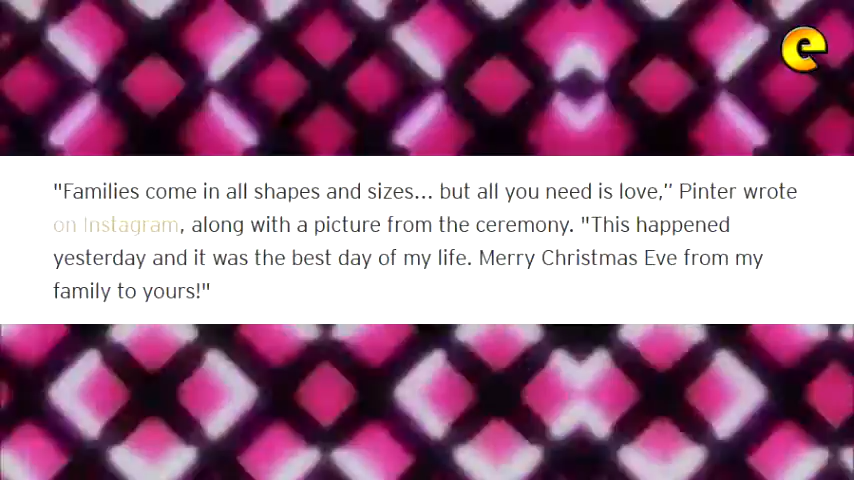 e
"Families come in all shapes and sizes... but all you need is love,” Pinter wrote
on Instagram, along with a picture from the ceremony. "This happened
yesterday and it was the best day of my life. Merry Christmas Eve from my
family to yours!"